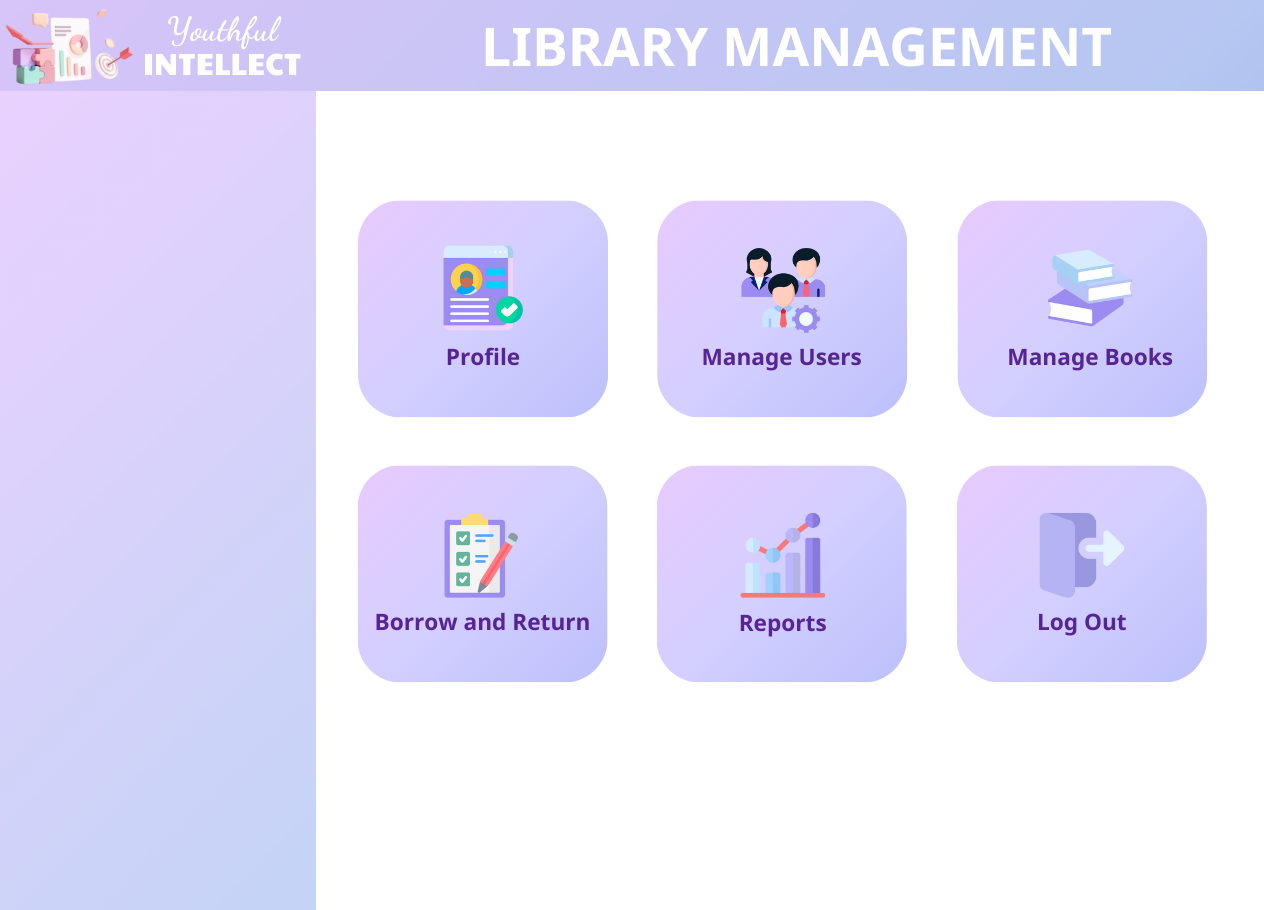 Youthful
INTELLECT
LIBRARY MANAGEMENT
Profile
Manage Users
Manage Books
Borrow and Return
Reports
Log Out